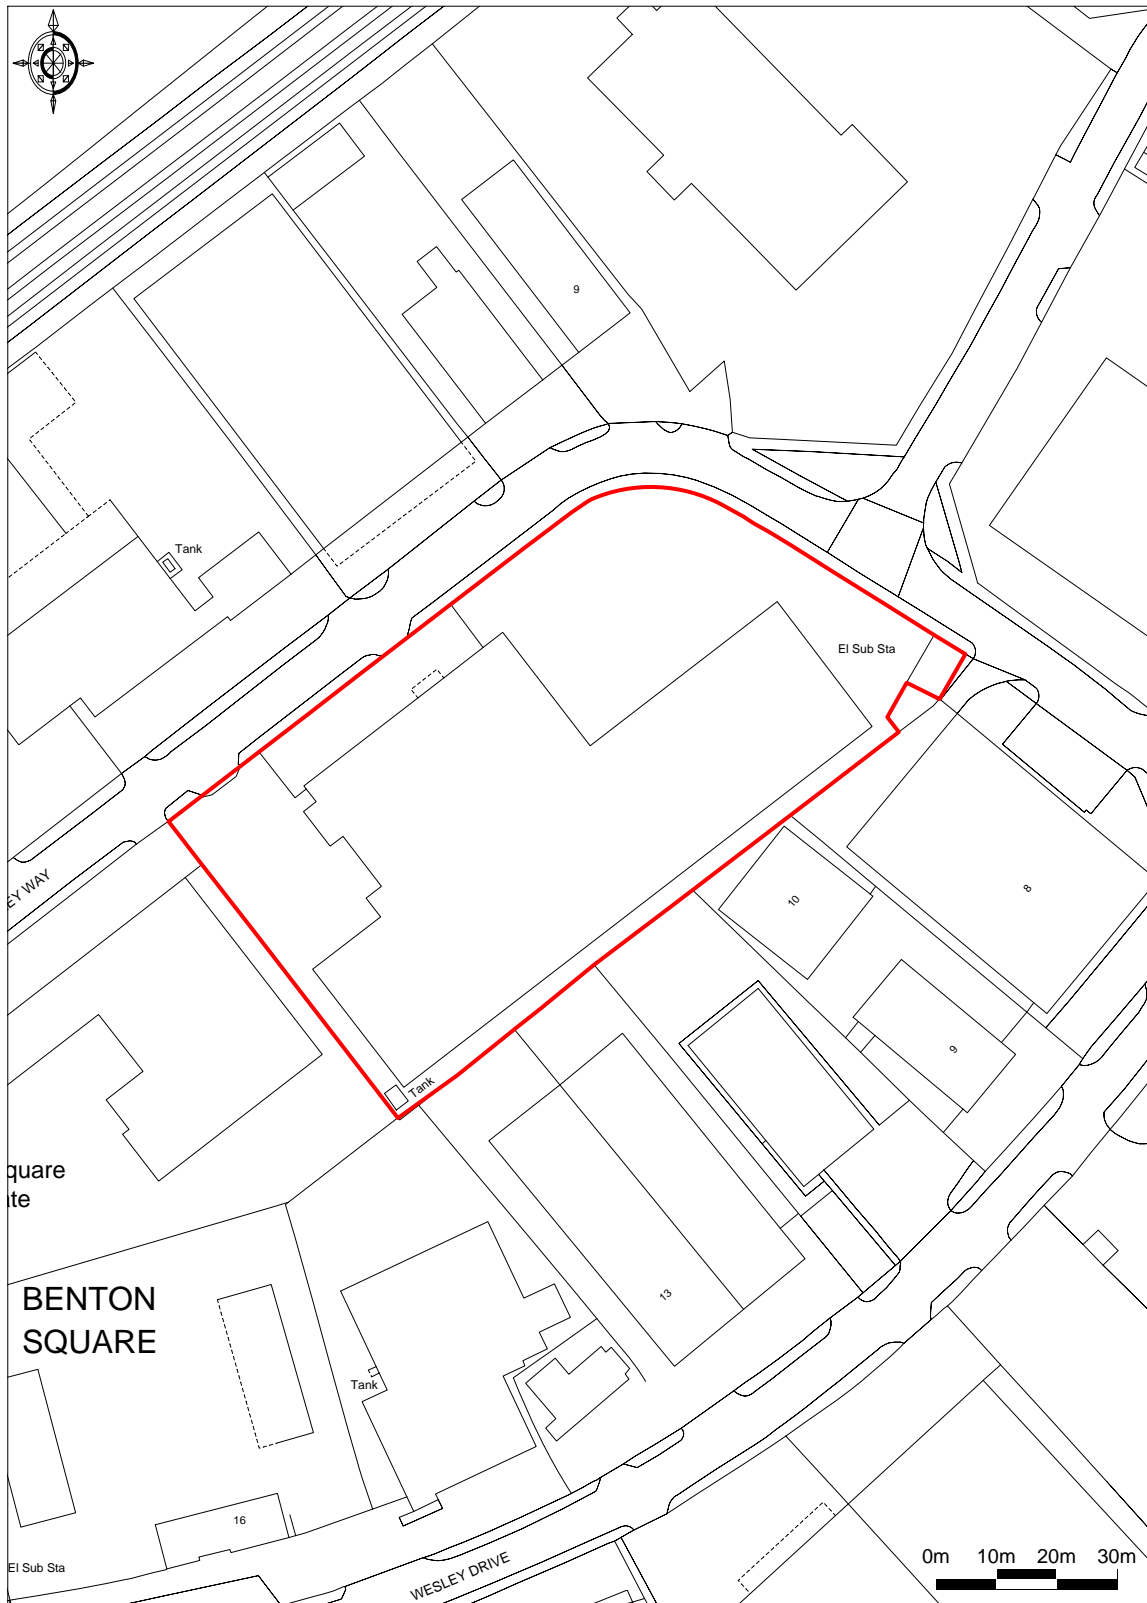 9
Tank
El Sub Sta
EY WAY
8
10
9
Tank
quare
ate
BENTON
SQUARE
13
Tank
16
El Sub Sta
WESLEY DRIVE
0m 10m 20m 30m